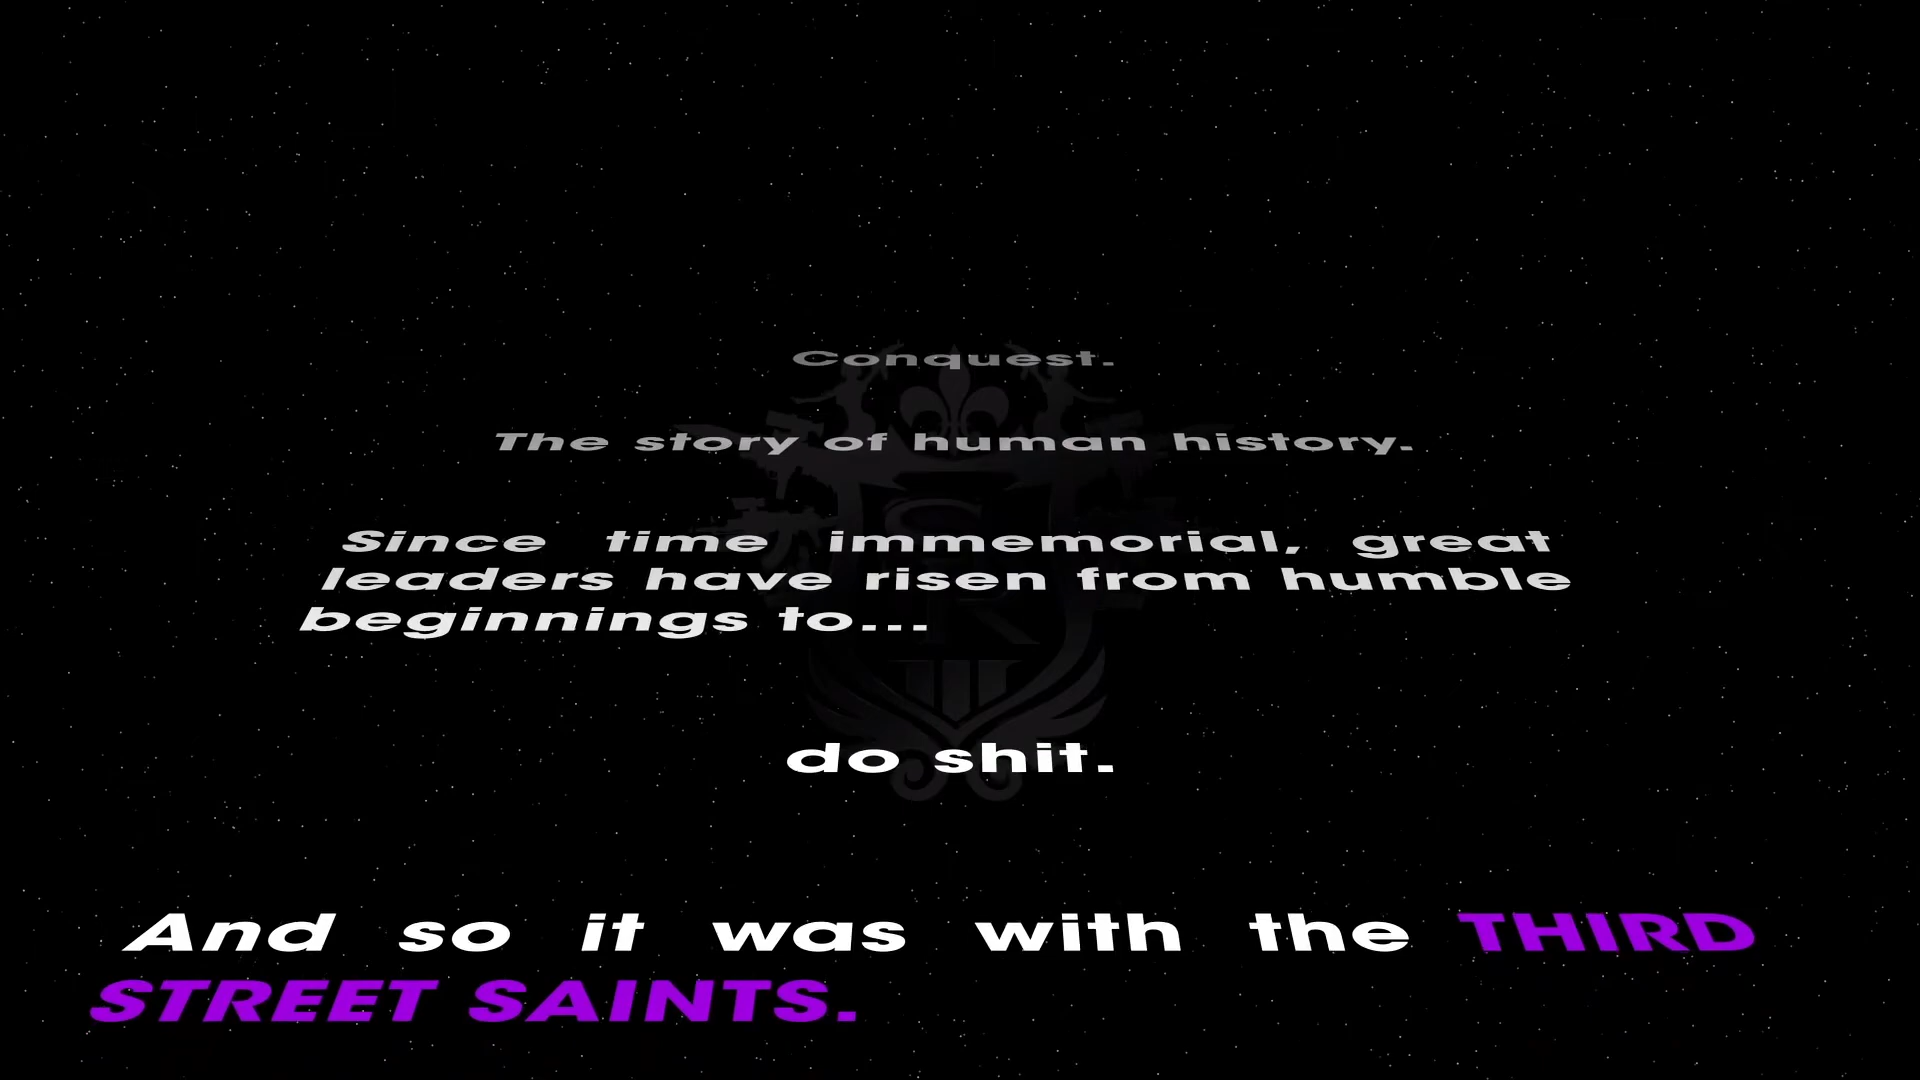 Conquest.
The story of human history.
Since time immemorial, great
leaders have risen from humble
beginnings to...
do shit.
And so it was with the THIRD
STREET SAINTS.